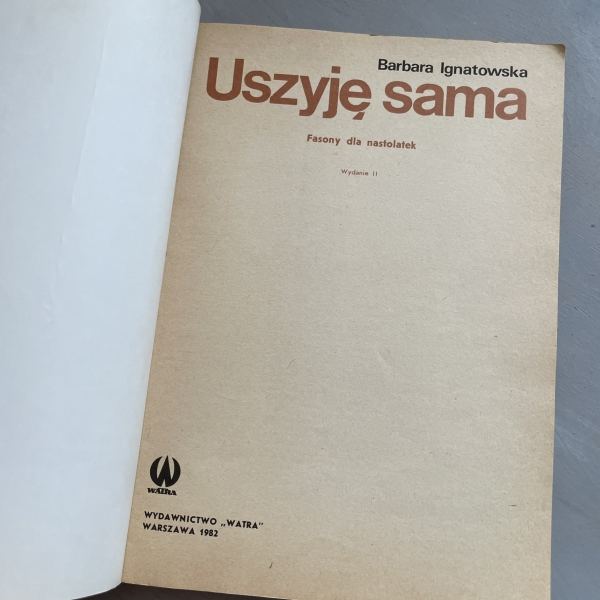 Barbara Ignatowska
Uszyję sama
Fasony dla nastolatek
Wydanie II
WATRA
WYDAWNICTWO „WATRA"
WARSZAWA 1982